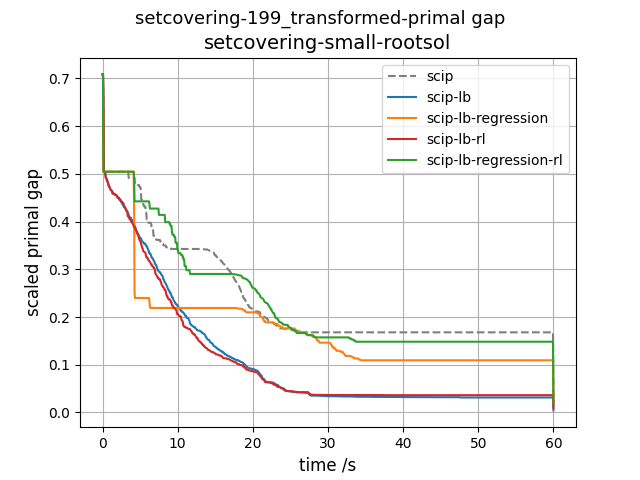 setcovering-199_transformed-primal gap
setcovering-small-rootsol
scip
scip-lb
scip-lb-regression
scip-lb-rl
scip-lb-regression-rl
scaled primal gap
0.7
0.6
0.5
0.4
0.3
0.2
0.1
0.0
0 10 20 30 40 50 60
time /s